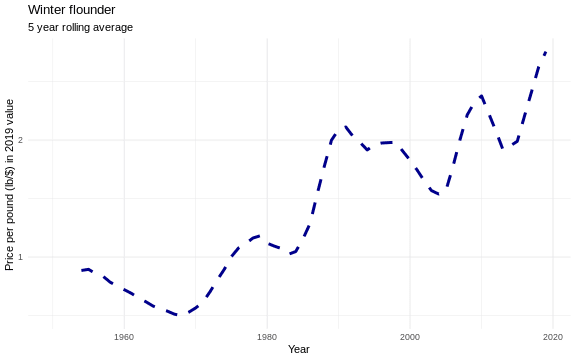 Winter flounder
5 year rolling average
Price per pound (lb/$) in 2019 value
2
1
1960
1980
2000
2020
Year